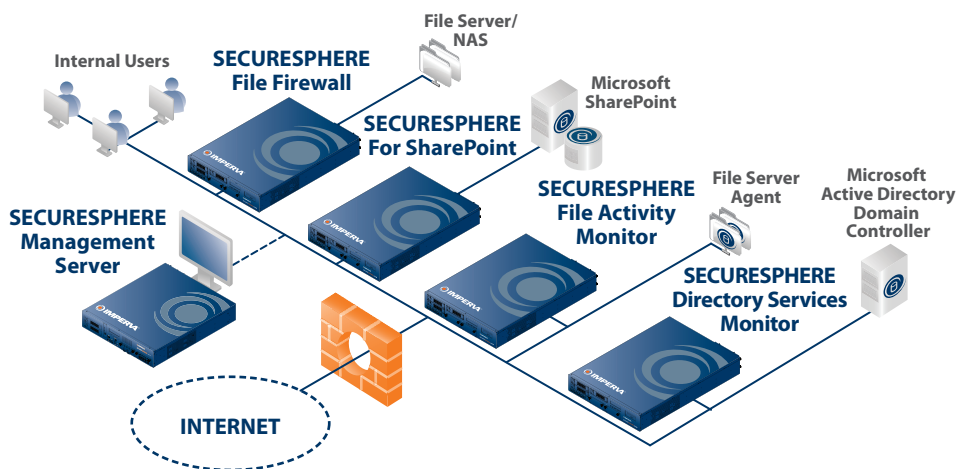 File Server/
NAS
Internal Users
SECURESPHERE
File Firewall
Microsoft
SharePoint
SECURESPHERE
For SharePoint
IMPERVA
SECURESPHERE
File Activity
Monitor
File Server
Agent
Microsoft
Active Directory
Domain
Controller
SECURESPHERE
Management
Server
IMPERVA
SECURESPHERE
Directory Services
Monitor
IMPERVA
IMPERVA
IMPERVA
INTERNET